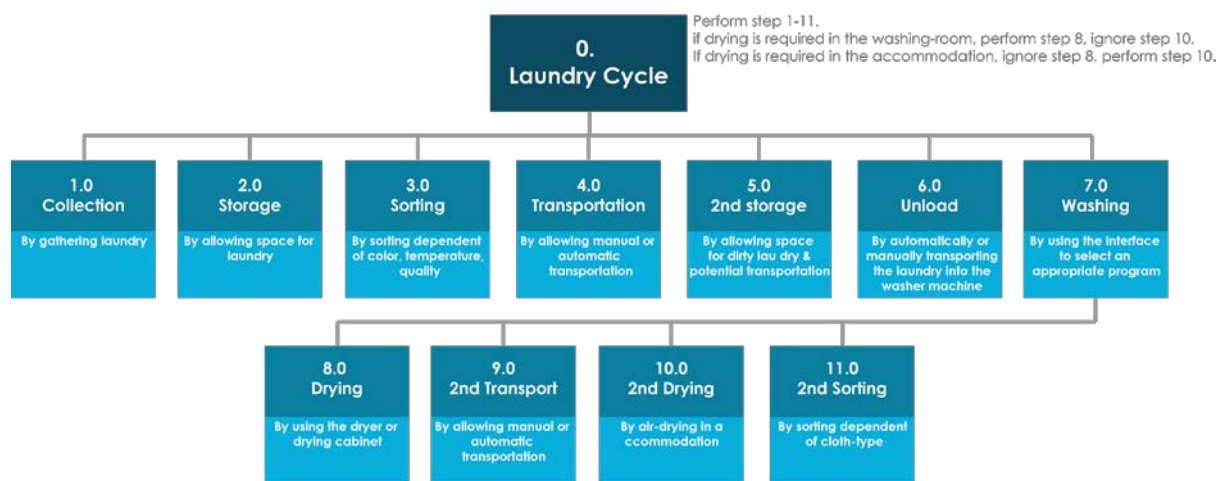 Perform step 1-11.
if drying is required in the washing-room, perform step 8, ignore step 10.
If drying is required in the accommodation, ignore step 8, perform step 10.
0.
Laundry Cycle
1.0
Collection
By gathering laundry
2.0
Storage
By allowing space for
laundry
3.0
Sorting
By sorting dependent
of color, temperature,
quality
4.0
Transportation
By allowing manual or
automatic
transportation
5.0
2nd storage
By allowing space
for dirty lau dry &
potential transportation
6.0
Unload
By automatically or
manually transporting
the laundry into the
washer machine
7.0
Washing
By using the interface
to select an
appropriate program
8.0
Drying
By using the dryer or
drying cabinet
9.0
2nd Transport
By allowing manual or
automatic
transportation
10.0
2nd Drying
By air-drying in a
ccommodation
11.0
2nd Sorting
By sorting dependent
of cloth-type